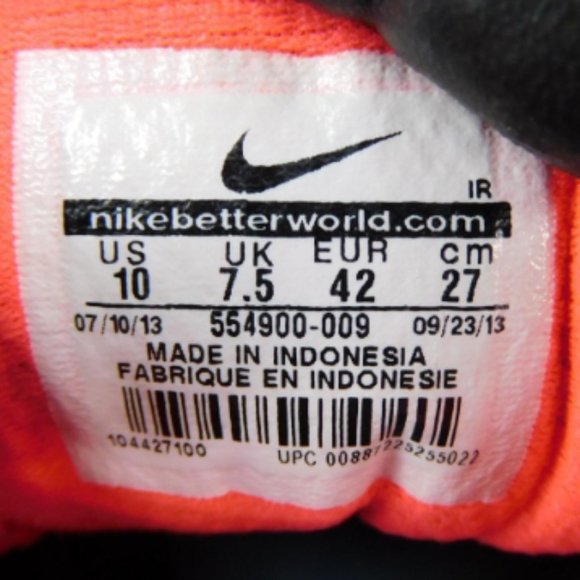 IR
nikebetterworld.com
US UK EUR cm
10 7.5 42 27
07/10/13 554900-009 09/23/13
MADE IN INDONESIA
FABRIQUE EN INDONESIE
104427100
UPC 00887225255022